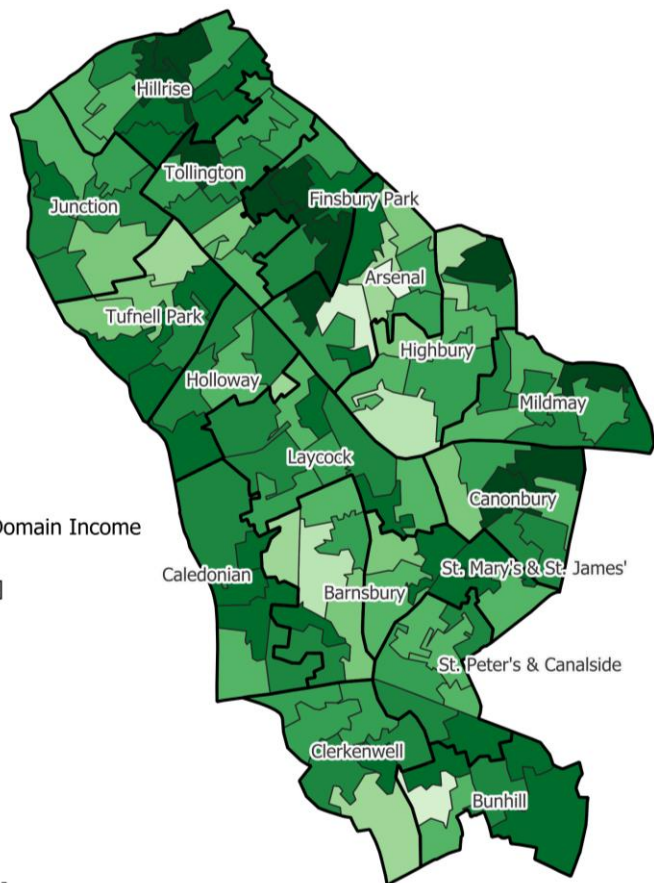 Hillrise
Tollington
Finsbury Park
Junction
Arsenal
Tufnell Park
Highbury
Holloway
Mildmay
Laycock
Canonbury
Domain Income
Caledonian
St. Mary's & St. James'
Barnsbury
St. Peter's & Canalside
Clerkenwell
Bunhill